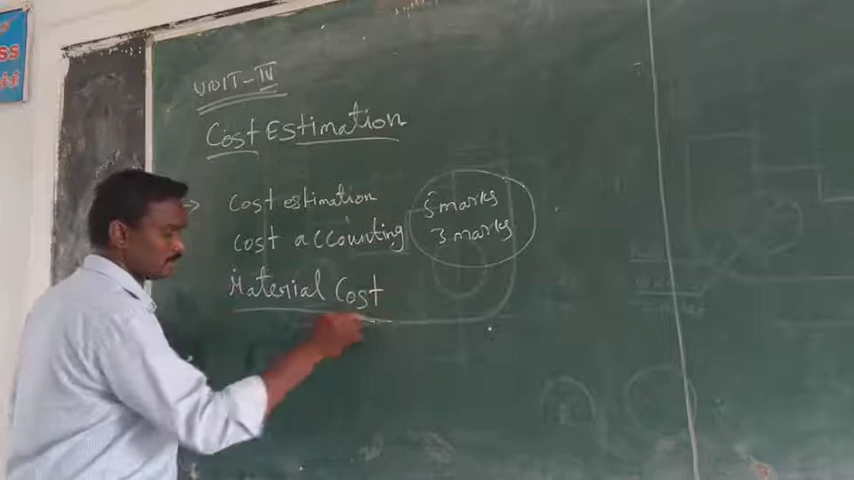 UNIT-IV
Cost Estimation
→ Cost estimation
Cost accounting
Material Cost
5 marks
3 marks